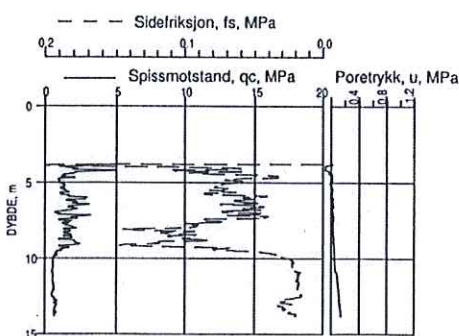 Sidefriksjon, fs, MPa
0.2 0.1 0.0
Spissmotstand, qc, MPa Poretrykk, u, MPa
0 5 10 15 20 0.4 0.8 1.2
DYBDE, m
0
5
10
15